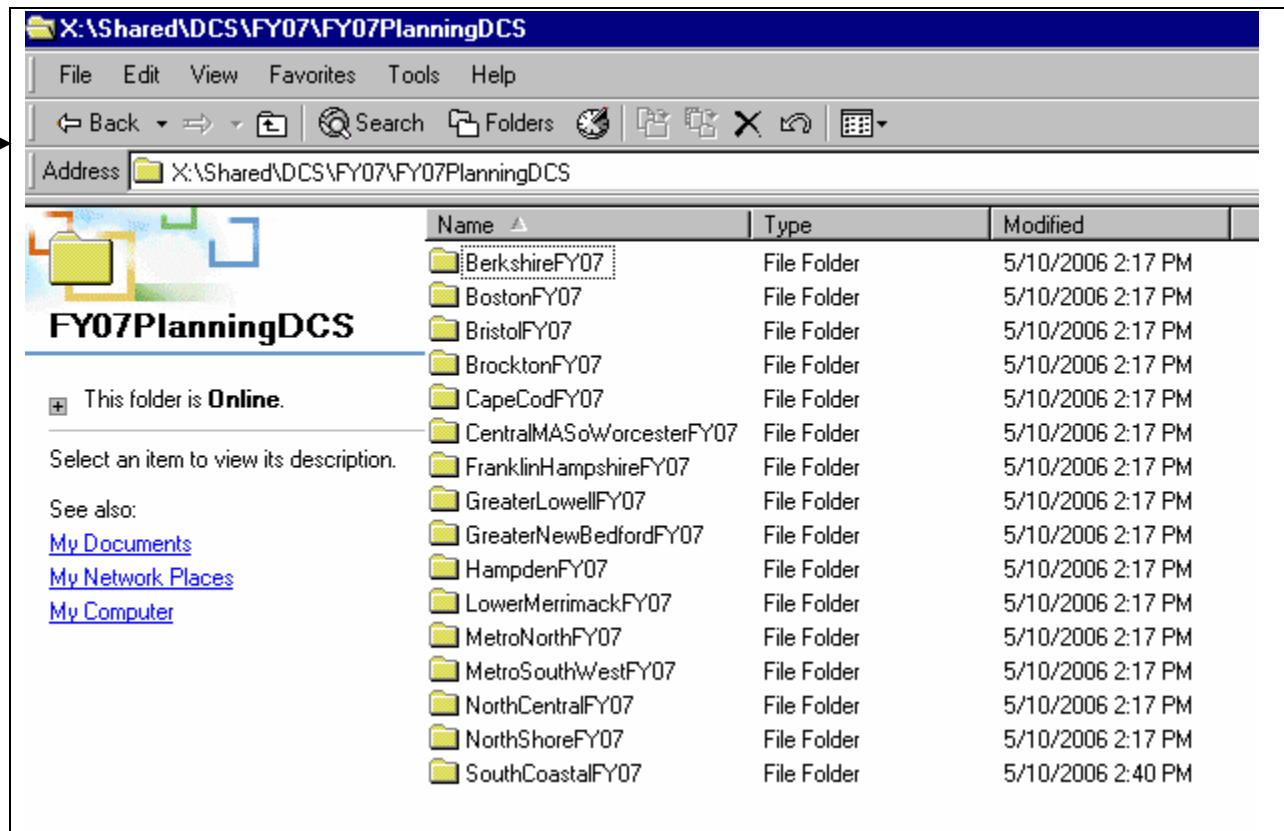 X:\Shared\DCS\FY07\FY07PlanningDCS
File Edit View Favorites Tools Help
Back Search Folders
Address X:\Shared\DCS\FY07\FY07PlanningDCS
FY07PlanningDCS
This folder is Online.
Select an item to view its description.
See also:
My Documents
My Network Places
My Computer
Name Type Modified
BerkshireFY07 File Folder 5/10/2006 2:17 PM
BostonFY07 File Folder 5/10/2006 2:17 PM
BristolFY07 File Folder 5/10/2006 2:17 PM
BrocktonFY07 File Folder 5/10/2006 2:17 PM
CapeCodFY07 File Folder 5/10/2006 2:17 PM
CentralMASoWorcesterFY07 File Folder 5/10/2006 2:17 PM
FranklinHampshireFY07 File Folder 5/10/2006 2:17 PM
GreaterLowellFY07 File Folder 5/10/2006 2:17 PM
GreaterNewBedfordFY07 File Folder 5/10/2006 2:17 PM
HampdenFY07 File Folder 5/10/2006 2:17 PM
LowerMerrimackFY07 File Folder 5/10/2006 2:17 PM
MetroNorthFY07 File Folder 5/10/2006 2:17 PM
MetroSouthWestFY07 File Folder 5/10/2006 2:17 PM
NorthCentralFY07 File Folder 5/10/2006 2:17 PM
NorthShoreFY07 File Folder 5/10/2006 2:17 PM
SouthCoastalFY07 File Folder 5/10/2006 2:40 PM